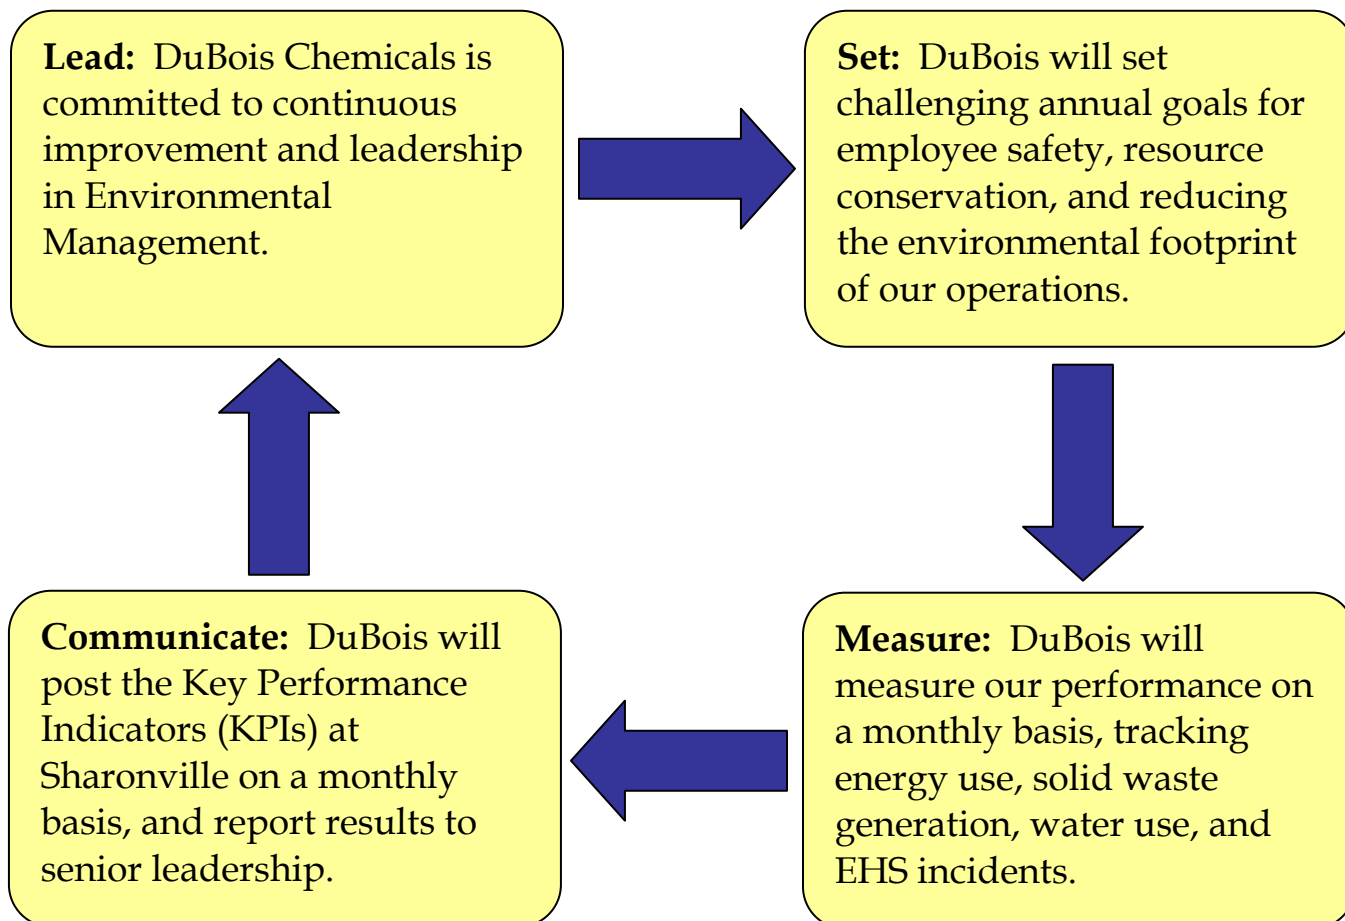 Lead: DuBois Chemicals is
committed to continuous
improvement and leadership
in Environmental
Management.
Set: DuBois will set
challenging annual goals for
employee safety, resource
conservation, and reducing
the environmental footprint
of our operations.
Measure: DuBois will
measure our performance on
a monthly basis, tracking
energy use, solid waste
generation, water use, and
EHS incidents.
Communicate: DuBois will
post the Key Performance
Indicators (KPIs) at
Sharonville on a monthly
basis, and report results to
senior leadership.